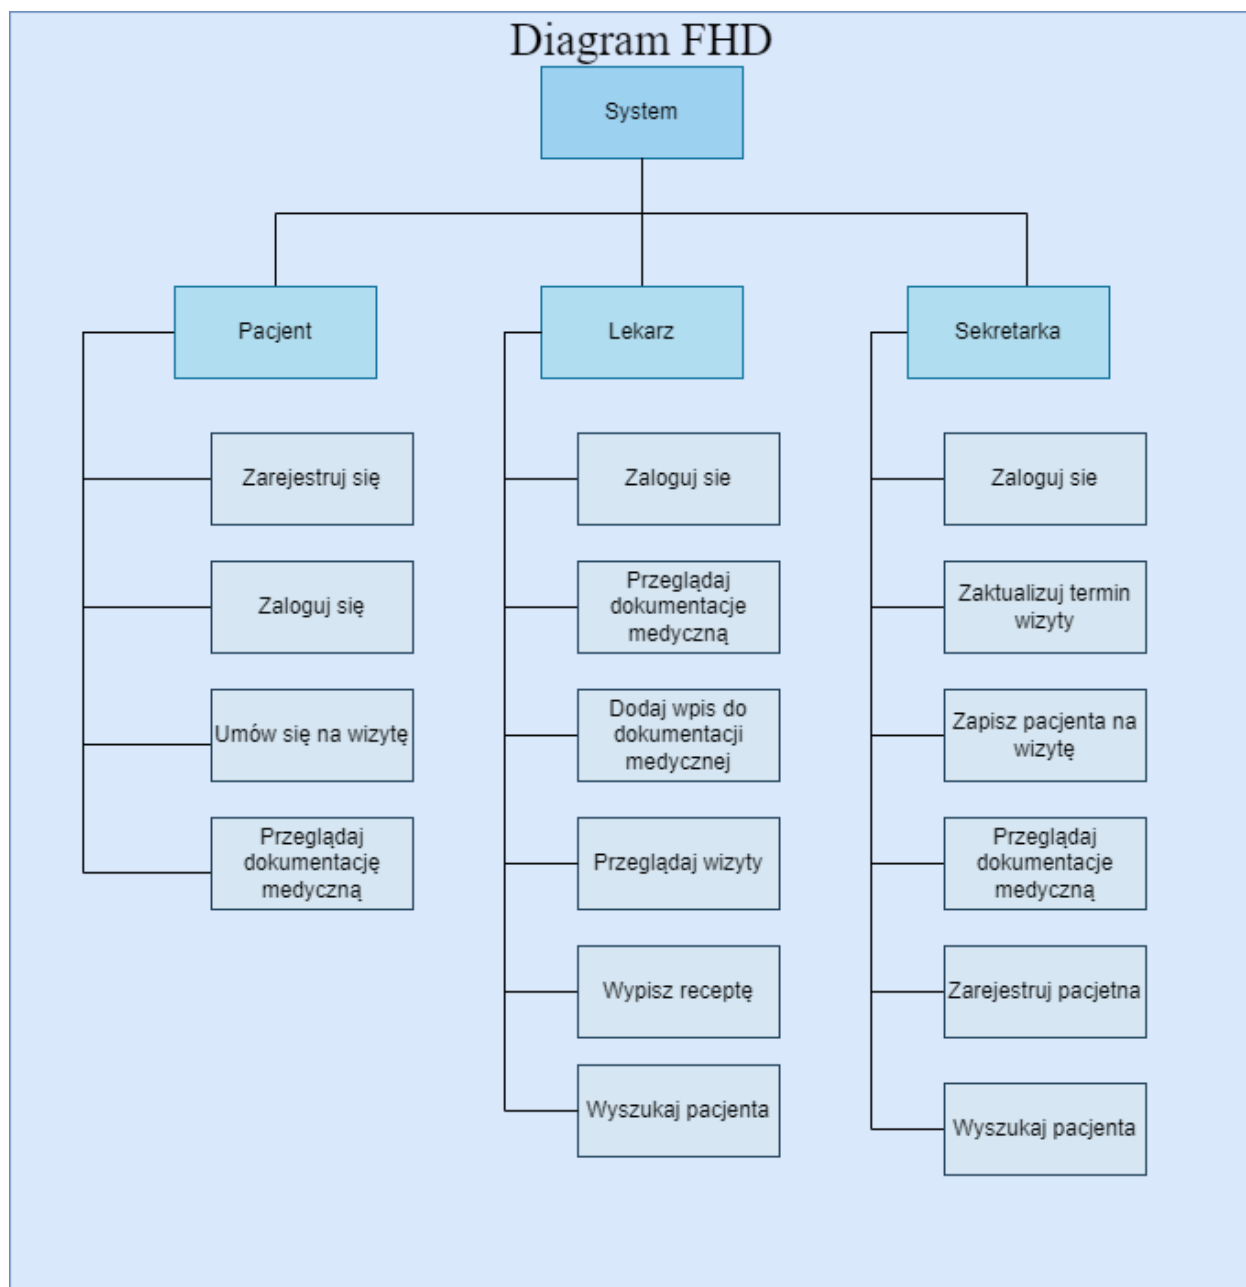 Diagram FHD
System
Pacjent
Lekarz
Sekretarka
Zarejestruj się
Zaloguj się
Umów się na wizytę
Przeglądaj
dokumentację
medyczną
Zaloguj sie
Przeglądaj
dokumentacje
medyczną
Dodaj wpis do
dokumentacji
medycznej
Przeglądaj wizyty
Wypisz receptę
Wyszukaj pacjenta
Zaloguj sie
Zaktualizuj termin
wizyty
Zapisz pacjenta na
wizytę
Przeglądaj
dokumentacje
medyczną
Zarejestruj pacjetna
Wyszukaj pacjenta